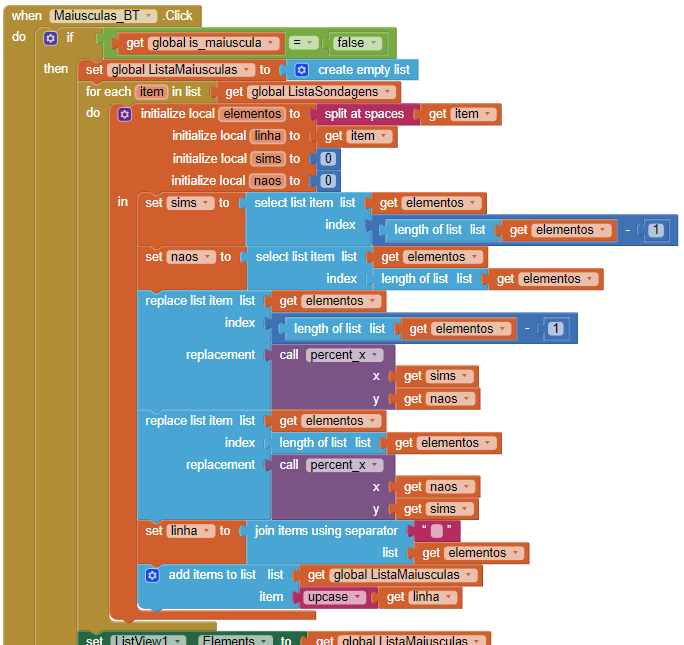 when Maiusculas_BT .Click
do if get global is_maiuscula = false
then set global ListaMaiusculas to create empty list
for each item in list get global ListaSondagens
do initialize local elementos to split at spaces get item
initialize local linha to get item
initialize local sims to 0
initialize local naos to 0
in set sims to select list item list get elementos
index length of list list get elementos - 1
set naos to select list item list get elementos
index length of list list get elementos
replace list item list get elementos
index length of list list get elementos - 1
replacement call percent_x
x get sims
y get naos
replace list item list get elementos
index length of list list get elementos
replacement call percent_x
x get naos
y get sims
set linha to join items using separator “ ”
list get elementos
add items to list list get global ListaMaiusculas
item upcase get linha
set ListView1 . Elements to get global ListaMaiusculas